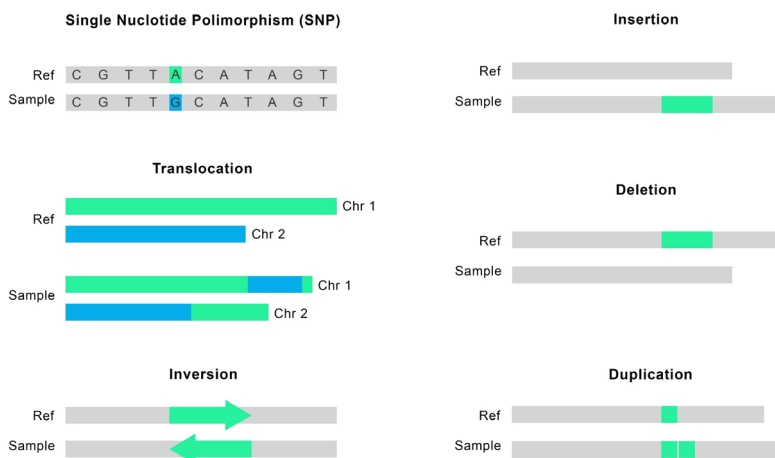 Single Nuclotide Polimorphism (SNP)
Ref C G T T A C A T A G T
Sample C G T T G C A T A G T
Translocation
Ref
Chr 1
Chr 2
Sample
Chr 1
Chr 2
Inversion
Ref
Sample
Insertion
Ref
Sample
Deletion
Ref
Sample
Duplication
Ref
Sample